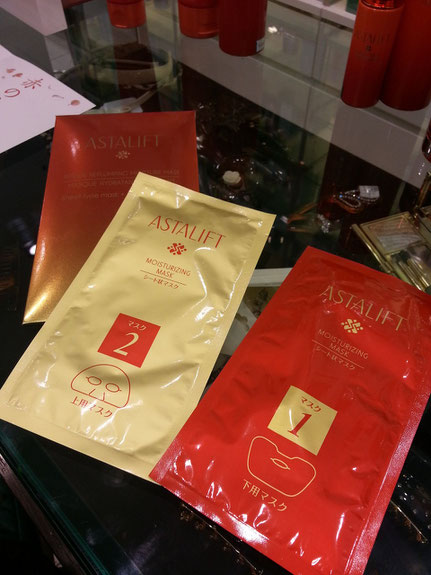 ASTALIFT
ASTALIFT
MOISTURIZING
MASK
シート状マスク
マスク
2
上用マスク
ASTALIFT
MOISTURIZING
MASK
シート状マスク
マスク
1
下用マスク